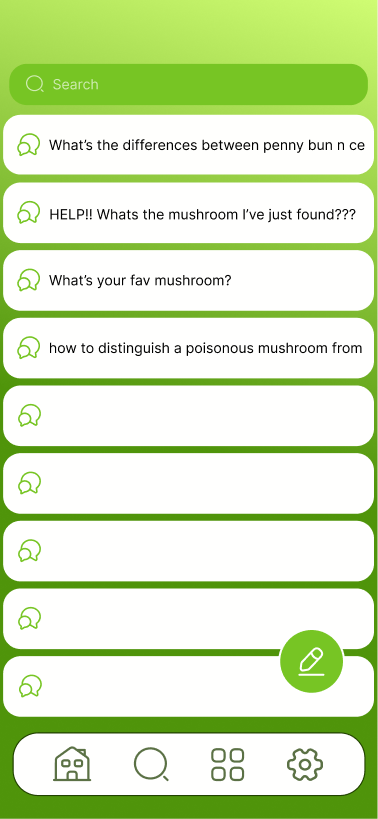 Search
What’s the differences between penny bun n ce
HELP!! Whats the mushroom I’ve just found???
What’s your fav mushroom?
how to distinguish a poisonous mushroom from